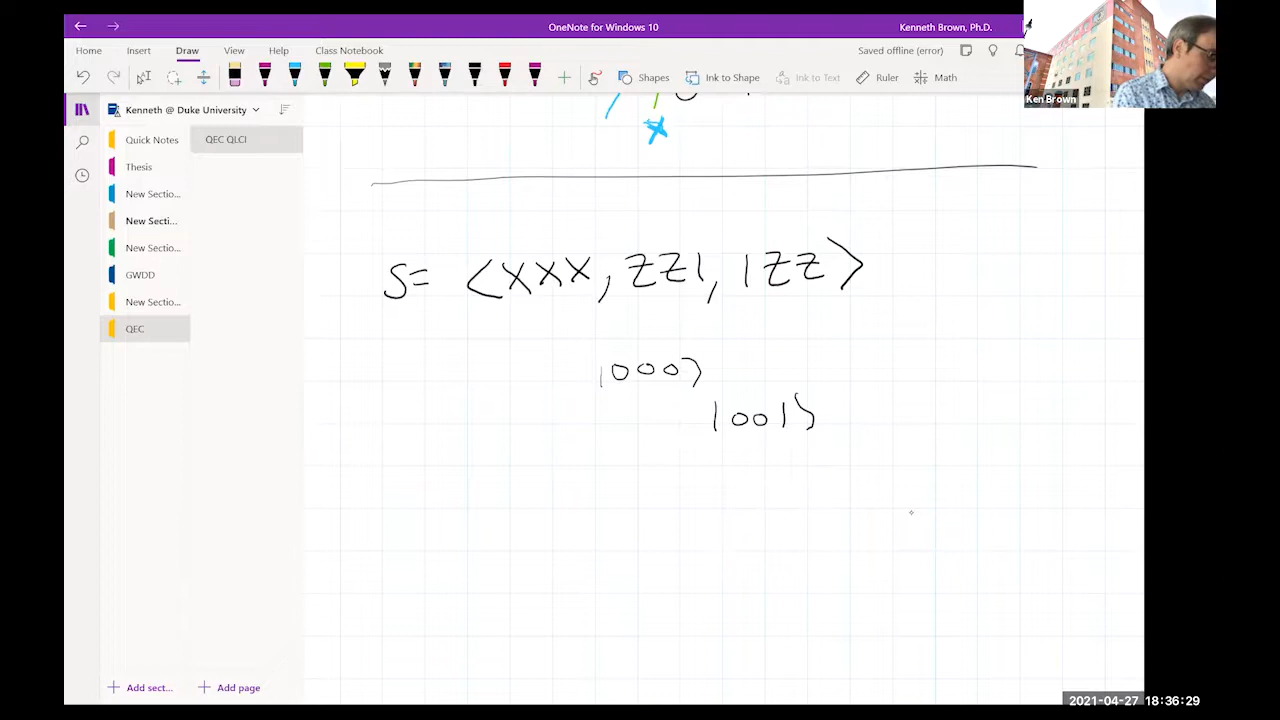 OneNote for Windows 10
Kenneth Brown, Ph.D.
Home Insert Draw View Help Class Notebook
Saved offline (error)
Shapes Ink to Shape Ink to Text Ruler Math
Ken Brown
Kenneth @ Duke University
Quick Notes
QEC QLCI
Thesis
New Sectio...
New Secti...
New Sectio...
GWDD
New Sectio...
QEC
S= <XXX, ZZI, IZZ>
|000>
|001>
Add sect...
Add page
2021-04-27 18:36:29